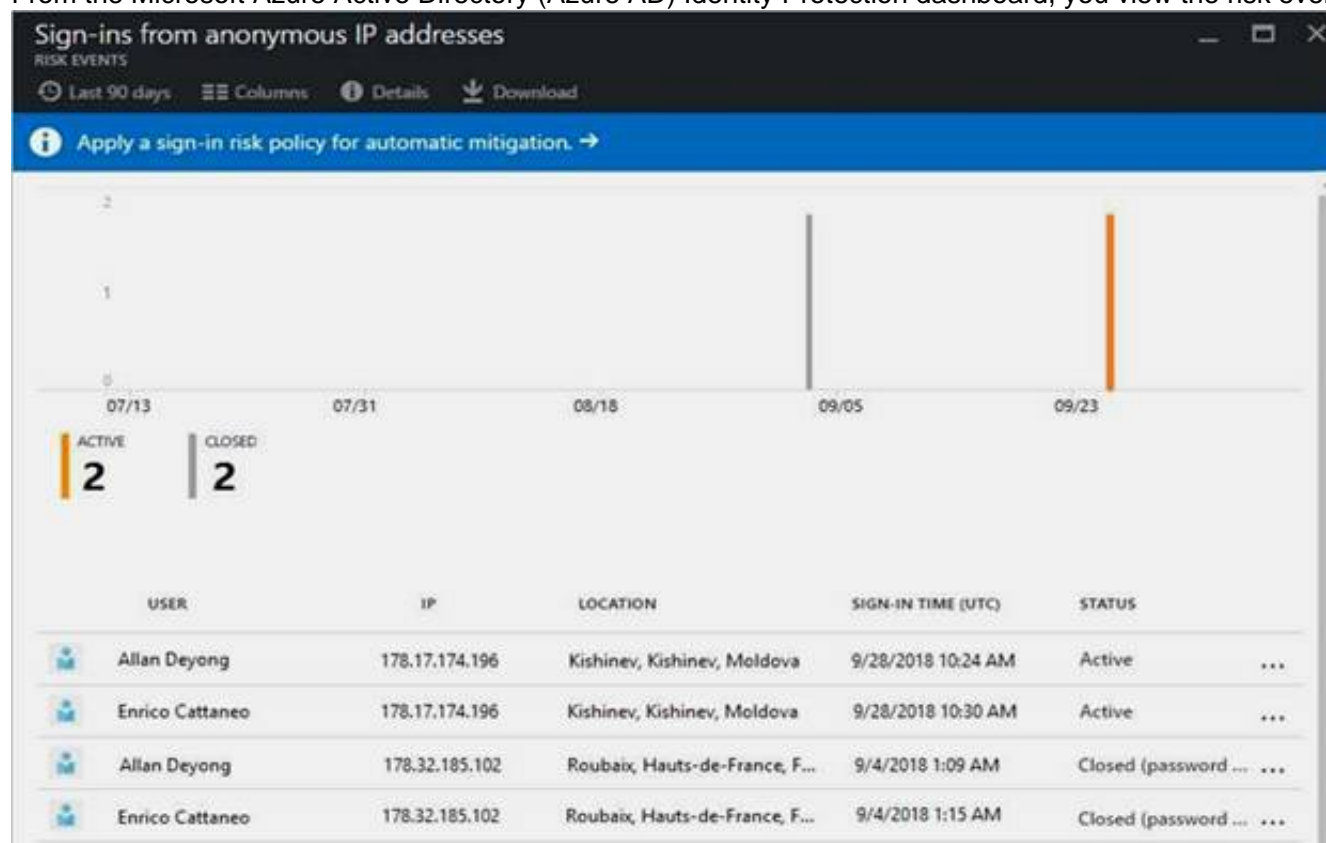 From the Microsoft Azure Active Directory (Azure AD) Identity Protection dashboard, you view the risk
Sign-ins from anonymous IP addresses
RISK EVENTS
Last 90 days Columns Details Download
Apply a sign-in risk policy for automatic mitigation. →
2
1
0
07/13 07/31 08/18 09/05 09/23
ACTIVE CLOSED
2 2
USER IP LOCATION SIGN-IN TIME (UTC) STATUS
Allan Deyong 178.17.174.196 Kishinev, Kishinev, Moldova 9/28/2018 10:24 AM Active ...
Enrico Cattaneo 178.17.174.196 Kishinev, Kishinev, Moldova 9/28/2018 10:30 AM Active ...
Allan Deyong 178.32.185.102 Roubaix, Hauts-de-France, F... 9/4/2018 1:09 AM Closed (password ... ...
Enrico Cattaneo 178.32.185.102 Roubaix, Hauts-de-France, F... 9/4/2018 1:15 AM Closed (password ... ...